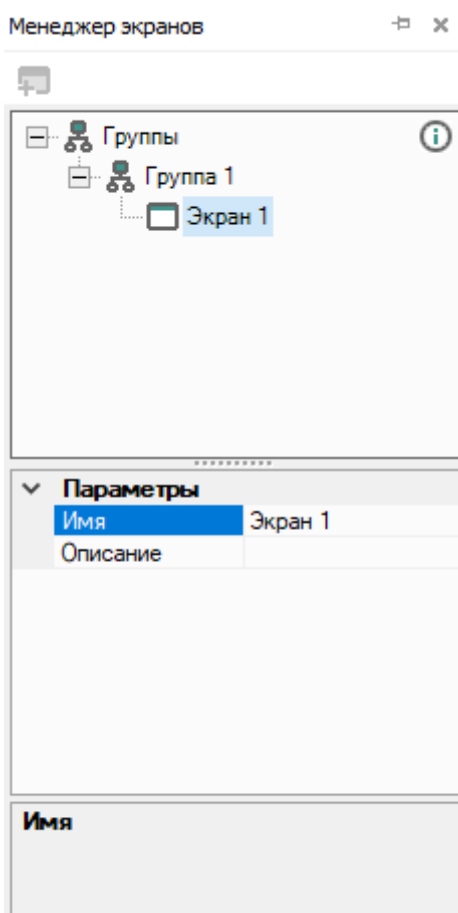 Менеджер экранов
Группы
Группа 1
Экран 1
Параметры
Имя Экран 1
Описание
Имя